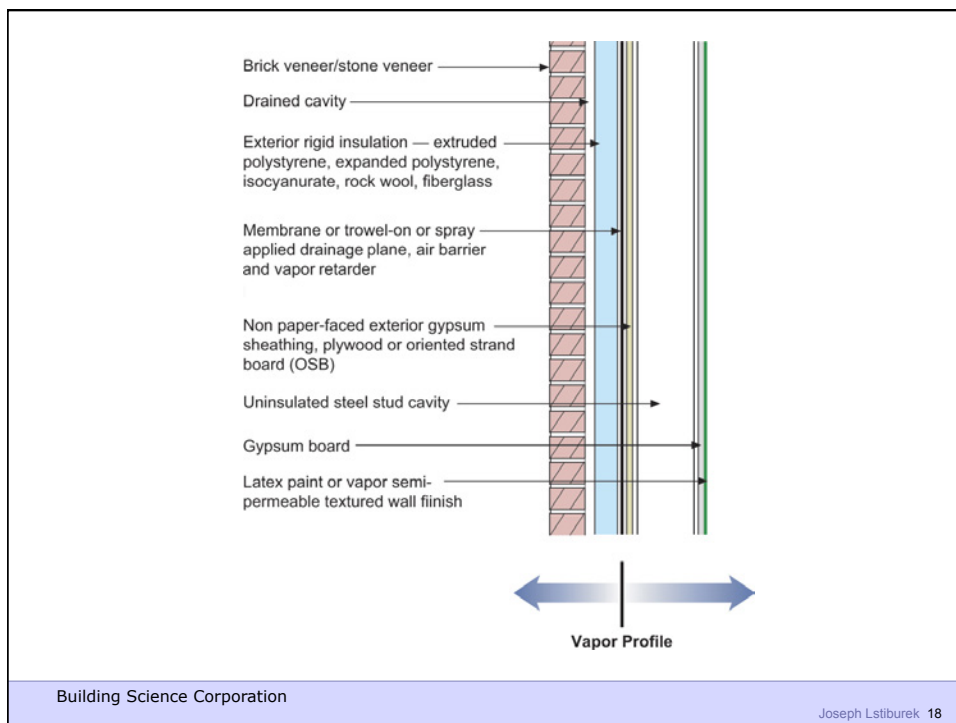 Brick veneer/stone veneer
Drained cavity
Exterior rigid insulation — extruded
polystyrene, expanded polystyrene,
isocyanurate, rock wool, fiberglass
Membrane or trowel-on or spray
applied drainage plane, air barrier
and vapor retarder
Non paper-faced exterior gypsum
sheathing, plywood or oriented strand
board (OSB)
Uninsulated steel stud cavity
Gypsum board
Latex paint or vapor semi-
permeable textured wall fiinish
Vapor Profile
Building Science Corporation
Joseph Lstiburek 18